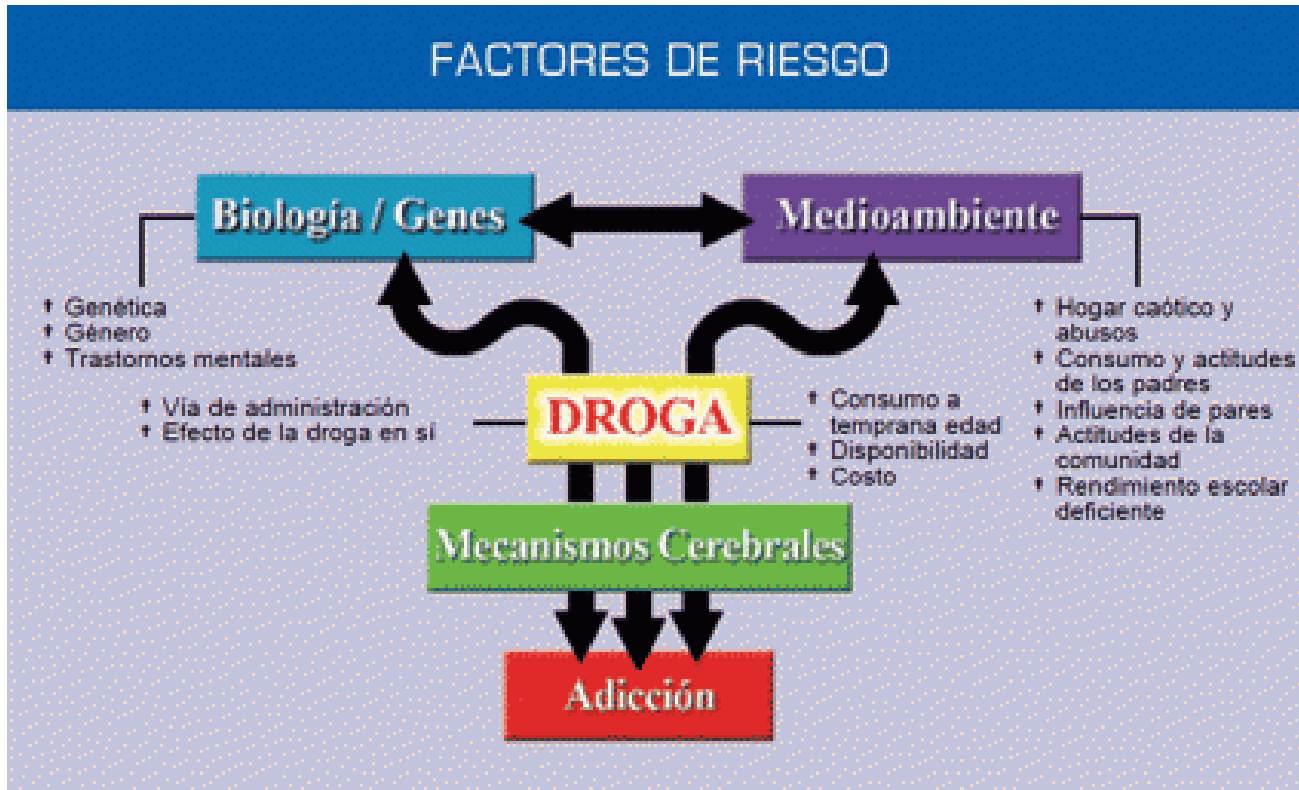 FACTORES DE RIESGO
Biología / Genes
Medioambiente
† Genética
† Género
† Trastornos mentales
† Hogar caótico y
abusos
† Consumo y actitudes
de los padres
† Influencia de pares
† Actitudes de la
comunidad
† Rendimiento escolar
deficiente
† Vía de administración
† Efecto de la droga en sí
DROGA
† Consumo a
temprana edad
† Disponibilidad
† Costo
Mecanismos Cerebrales
Adicción